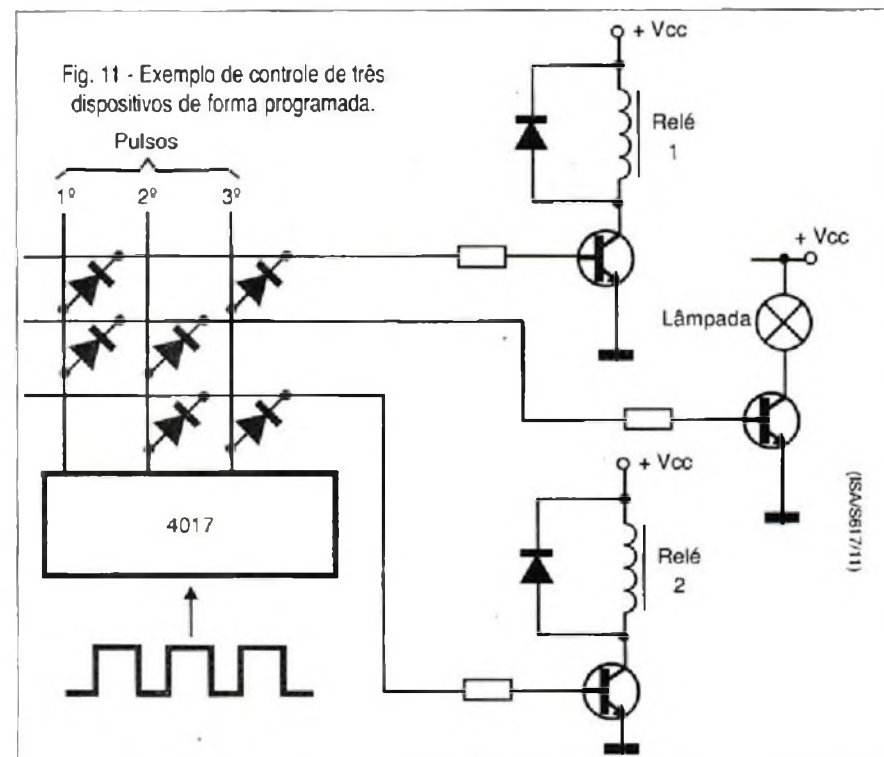 Fig. 11 - Exemplo de controle de três
dispositivos de forma programada.
Pulsos
1º 2º 3º
+ Vcc
Relé
1
+ Vcc
Lâmpada
4017
+ Vcc
Relé
2
(ISA/S617/11)